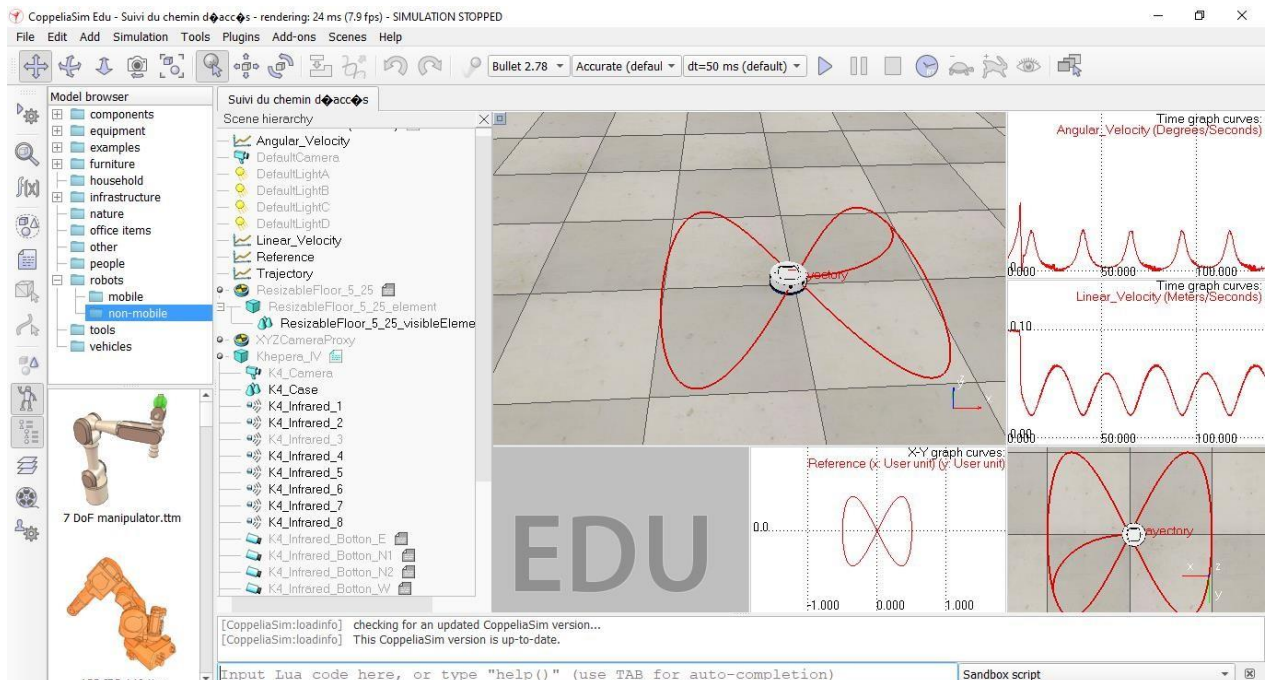 CoppeliaSim Edu - Suivi du chemin d�acc�s - rendering: 24 ms (7.9 fps) - SIMULATION STOPPED
File Edit Add Simulation Tools Plugins Add-ons Scenes Help
Bullet 2.78 Accurate (defaul dt=50 ms (default)
Model browser
components
equipment
examples
furniture
household
infrastructure
nature
office items
other
people
robots
mobile
non-mobile
tools
vehicles
7 DoF manipulator.ttm
Suivi du chemin d�acc�s
Scene hierarchy
Angular_Velocity
DefaultCamera
DefaultLightA
DefaultLightB
DefaultLightC
DefaultLightD
Linear_Velocity
Reference
Trajectory
ResizableFloor_5_25
ResizableFloor_5_25_element
ResizableFloor_5_25_visibleEleme
XYZCameraProxy
Khepera_IV
K4_Camera
K4_Case
K4_Infrared_1
K4_Infrared_2
K4_Infrared_3
K4_Infrared_4
K4_Infrared_5
K4_Infrared_6
K4_Infrared_7
K4_Infrared_8
K4_Infrared_Botton_E
K4_Infrared_Botton_N1
K4_Infrared_Botton_N2
K4_Infrared_Botton_W
ectory
x
Time graph curves:
Angular_Velocity (Degrees/Seconds)
0.000 50.000 100.000
Time graph curves:
Linear_Velocity (Meters/Seconds)
0.10
0.00
0.000 50.000 100.000
EDU
X-Y graph curves:
Reference (x: User unit) (y: User unit)
0.0
-1.000 0.000 1.000
ayectory
x z
y
[CoppeliaSim:loadinfo] checking for an updated CoppeliaSim version...
[CoppeliaSim:loadinfo] This CoppeliaSim version is up-to-date.
Input Lua code here, or type "help()" (use TAB for auto-completion)
Sandbox script